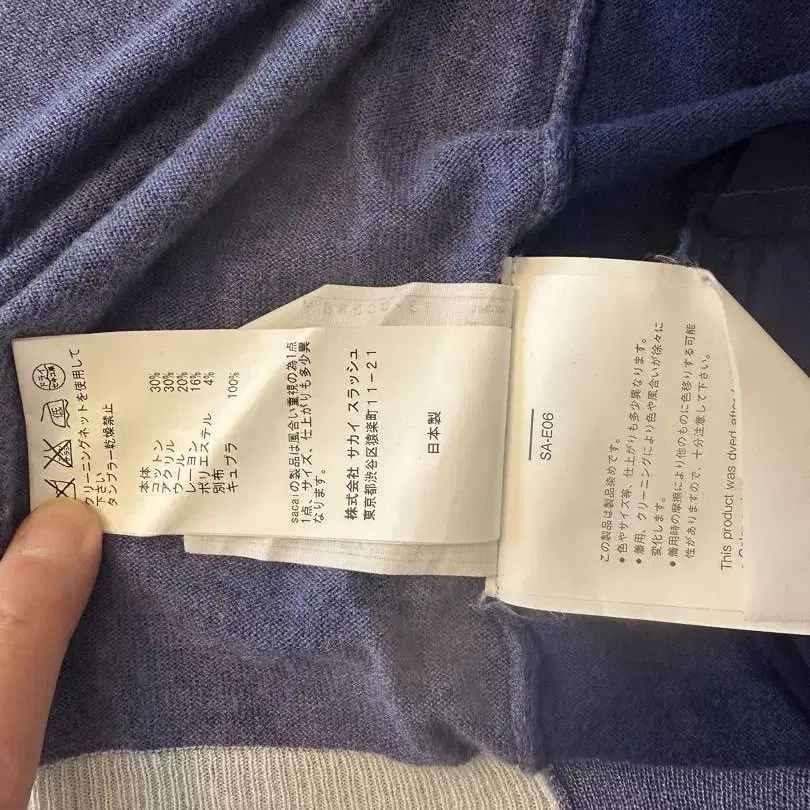 クリーニングネットを使用して
下さい
タンブラー乾燥禁止
本体
コットン 30%
アクリル 30%
ウール 20%
レーヨン 16%
ポリエステル 4%
別布
キュプラ 100%
sacaiの製品は風合い重視の為1点
1点、サイズ、仕上がりも多少異
なります。
株式会社 サカイ スラッシュ
東京都渋谷区猿楽町11-21
日本製
SA-E06
この製品は製品染めです。
•色やサイズ等、仕上がりも多少異なります。
•着用、クリーニングにより色や風合いが徐々に
変化します。
•着用時の摩擦により他のものに色移りする可能
性がありますので、十分注意して下さい。
This product was dyed after